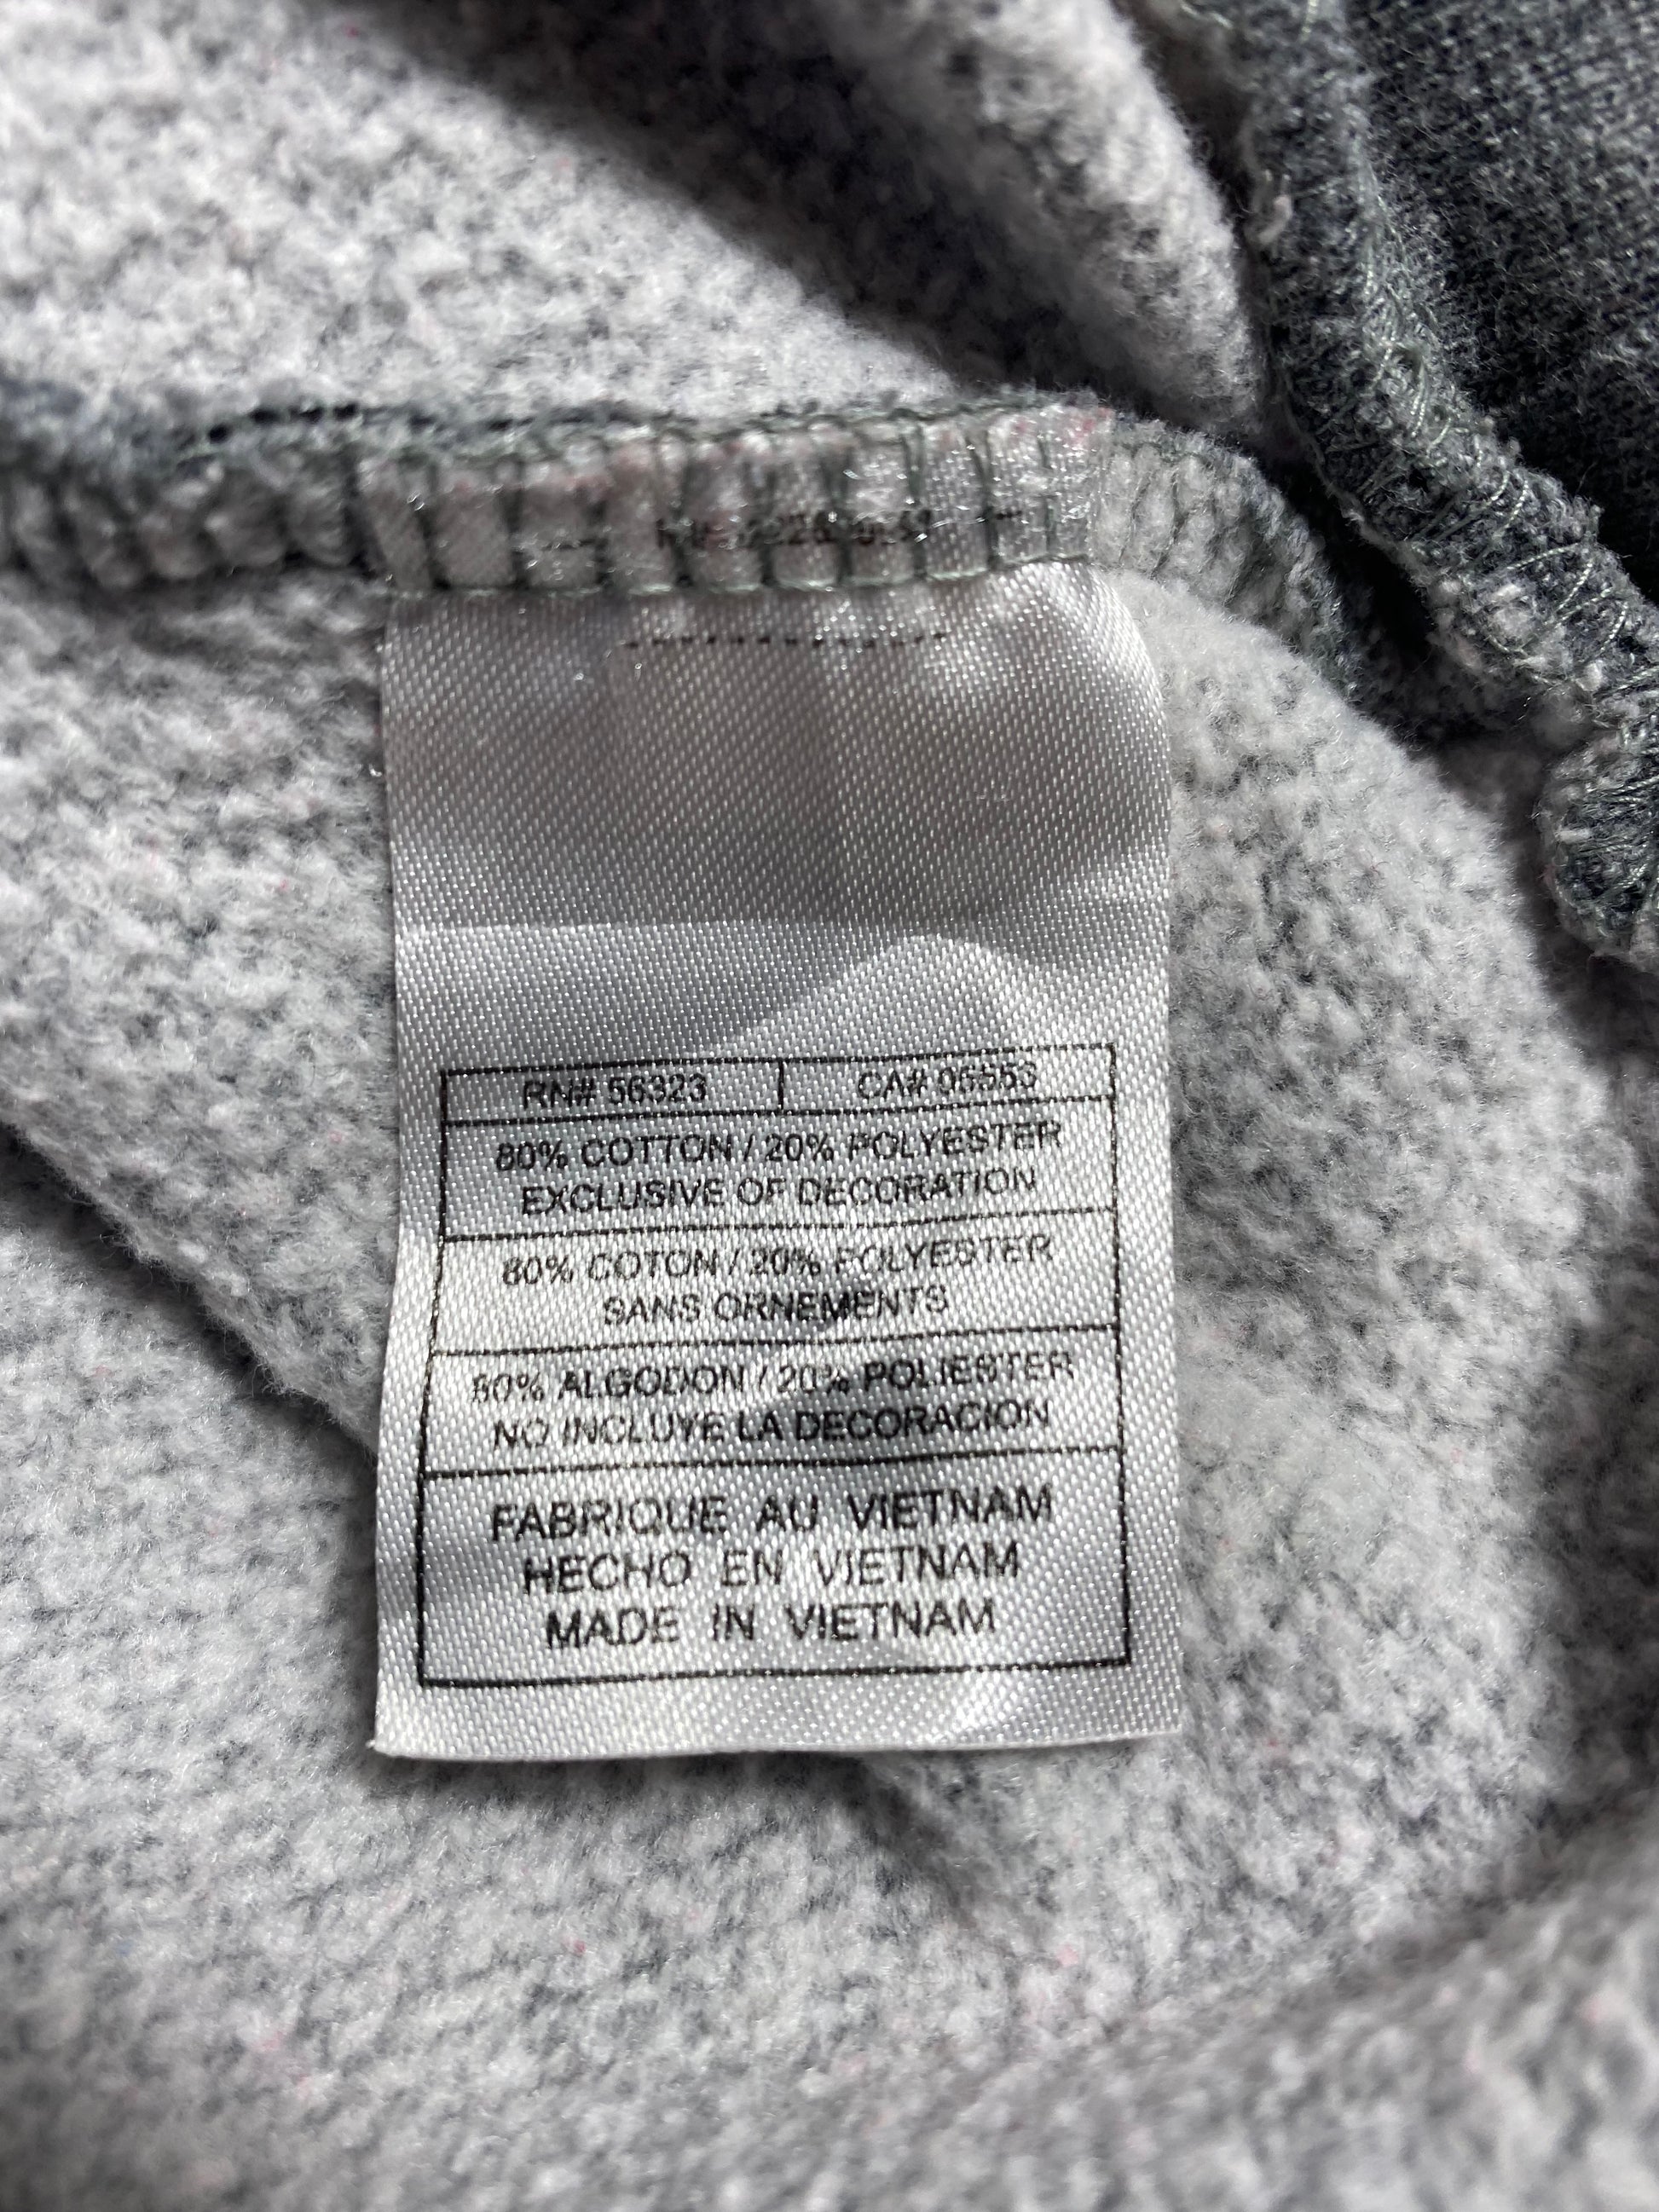 RN# 56323 CA# 05553
80% COTTON / 20% POLYESTER
EXCLUSIVE OF DECORATION
80% COTON / 20% POLYESTER
SANS ORNEMENTS
80% ALGODON / 20% POLIESTER
NO INCLUYE LA DECORACION
FABRIQUE AU VIETNAM
HECHO EN VIETNAM
MADE IN VIETNAM